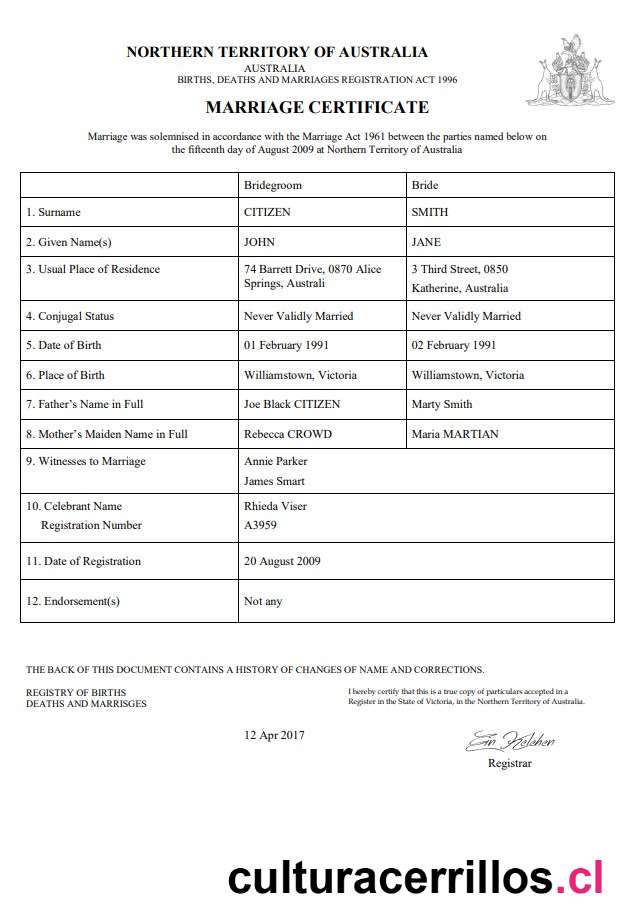 NORTHERN TERRITORY OF AUSTRALIA
AUSTRALIA
BIRTHS, DEATHS AND MARRIAGES REGISTRATION ACT 1996
MARRIAGE CERTIFICATE
Marriage was solemnised in accordance with the Marriage Act 1961 between the parties named below on
the fifteenth day of August 2009 at Northern Territory of Australia
Bridegroom Bride
1. Surname CITIZEN SMITH
2. Given Name(s) JOHN JANE
3. Usual Place of Residence 74 Barrett Drive, 0870 Alice 3 Third Street, 0850
Springs, Australi Katherine, Australia
4. Conjugal Status Never Validly Married Never Validly Married
5. Date of Birth 01 February 1991 02 February 1991
6. Place of Birth Williamstown, Victoria Williamstown, Victoria
7. Father's Name in Full Joe Black CITIZEN Marty Smith
8. Mother's Maiden Name in Full Rebecca CROWD Maria MARTIAN
9. Witnesses to Marriage Annie Parker
James Smart
10. Celebrant Name Rhieda Viser
Registration Number A3959
11. Date of Registration 20 August 2009
12. Endorsement(s) Not any
THE BACK OF THIS DOCUMENT CONTAINS A HISTORY OF CHANGES OF NAME AND CORRECTIONS.
REGISTRY OF BIRTHS I hereby certify that this is a true copy of particulars accepted in a
DEATHS AND MARRISGES Register in the State of Victoria, in the Northern Territory of Australia.
12 Apr 2017
Registrar
culturacerrillos.cl